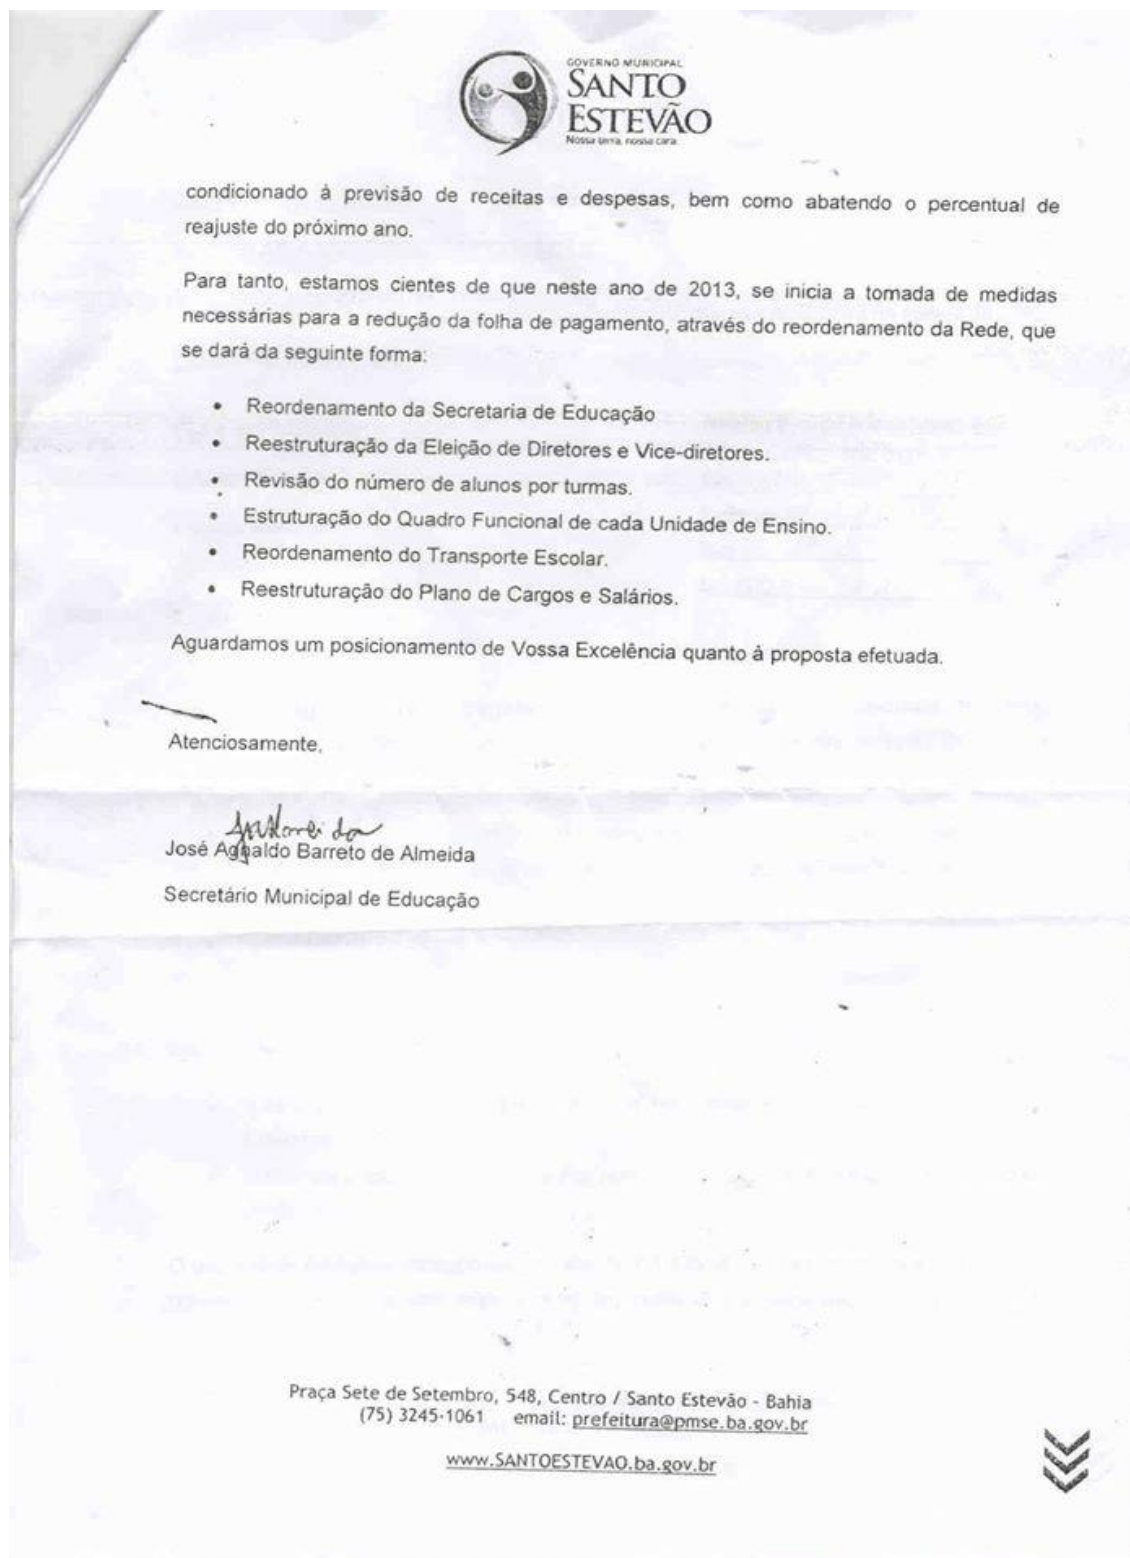 GOVERNO MUNICIPAL
SANTO
ESTEVÃO
Nossa terra, nossa cara.
condicionado à previsão de receitas e despesas, bem como abatendo o percentual de
reajuste do próximo ano.
Para tanto, estamos cientes de que neste ano de 2013, se inicia a tomada de medidas
necessárias para a redução da folha de pagamento, através do reordenamento da Rede, que
se dará da seguinte forma:
• Reordenamento da Secretaria de Educação
• Reestruturação da Eleição de Diretores e Vice-diretores.
• Revisão do número de alunos por turmas.
• Estruturação do Quadro Funcional de cada Unidade de Ensino.
• Reordenamento do Transporte Escolar.
• Reestruturação do Plano de Cargos e Salários.
Aguardamos um posicionamento de Vossa Excelência quanto à proposta efetuada.
Atenciosamente,
José Agnaldo Barreto de Almeida
Secretário Municipal de Educação
Praça Sete de Setembro, 548, Centro / Santo Estevão - Bahia
(75) 3245-1061 email: prefeitura@pmse.ba.gov.br
www.SANTOESTEVAO.ba.gov.br